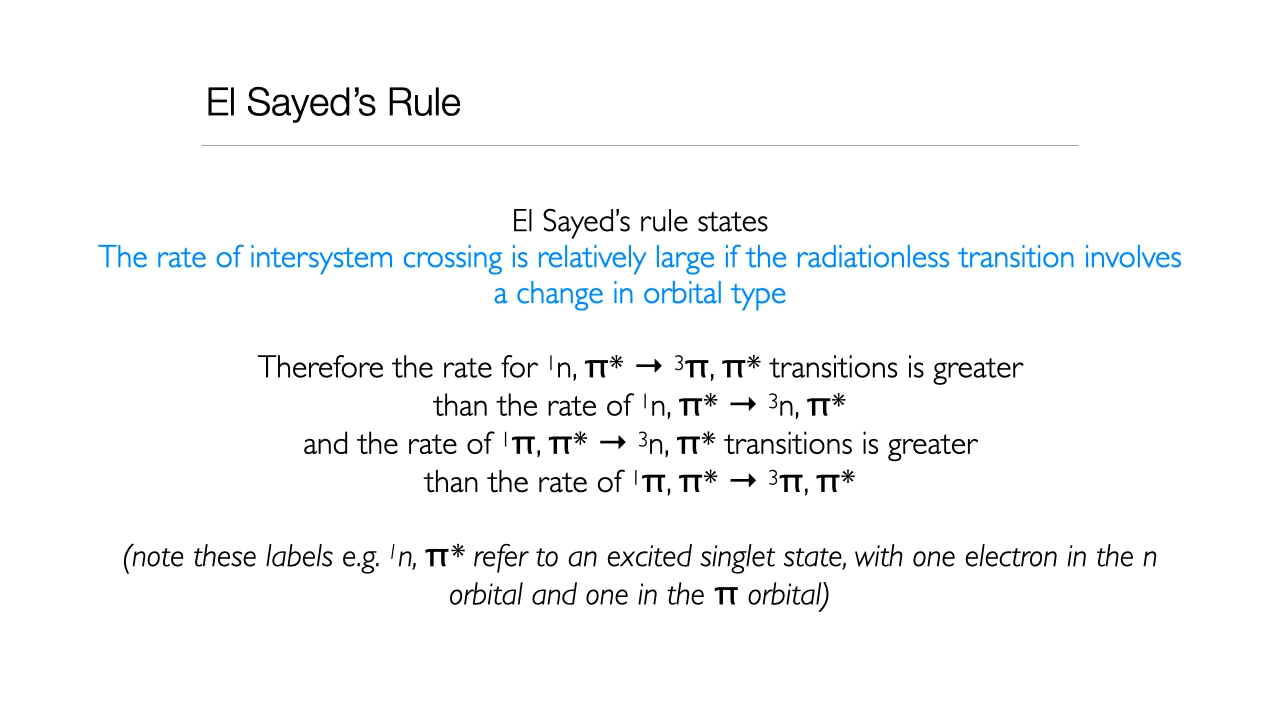 El Sayed’s Rule
El Sayed’s rule states
The rate of intersystem crossing is relatively large if the radiationless transition involves
a change in orbital type
Therefore the rate for ¹n, π* → ³π, π* transitions is greater
than the rate of ¹n, π* → ³n, π*
and the rate of ¹π, π* → ³n, π* transitions is greater
than the rate of ¹π, π* → ³π, π*
(note these labels e.g. ¹n, π* refer to an excited singlet state, with one electron in the n
orbital and one in the π orbital)